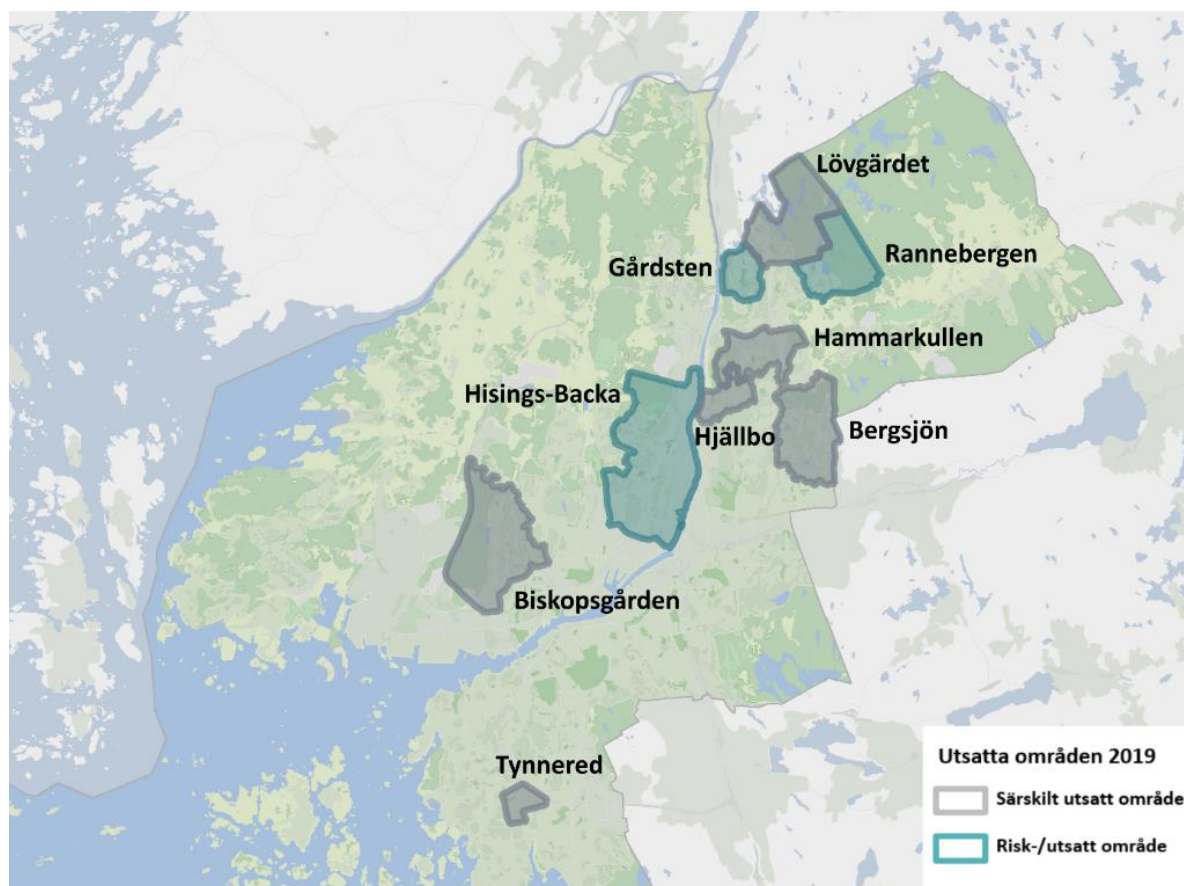 Lövgärdet
Rannebergen
Gårdsten
Hammarkullen
Hisings-Backa
Hjällbo
Bergsjön
Biskopsgården
Tynnered
Utsatta områden 2019
Särskilt utsatt område
Risk-/utsatt område